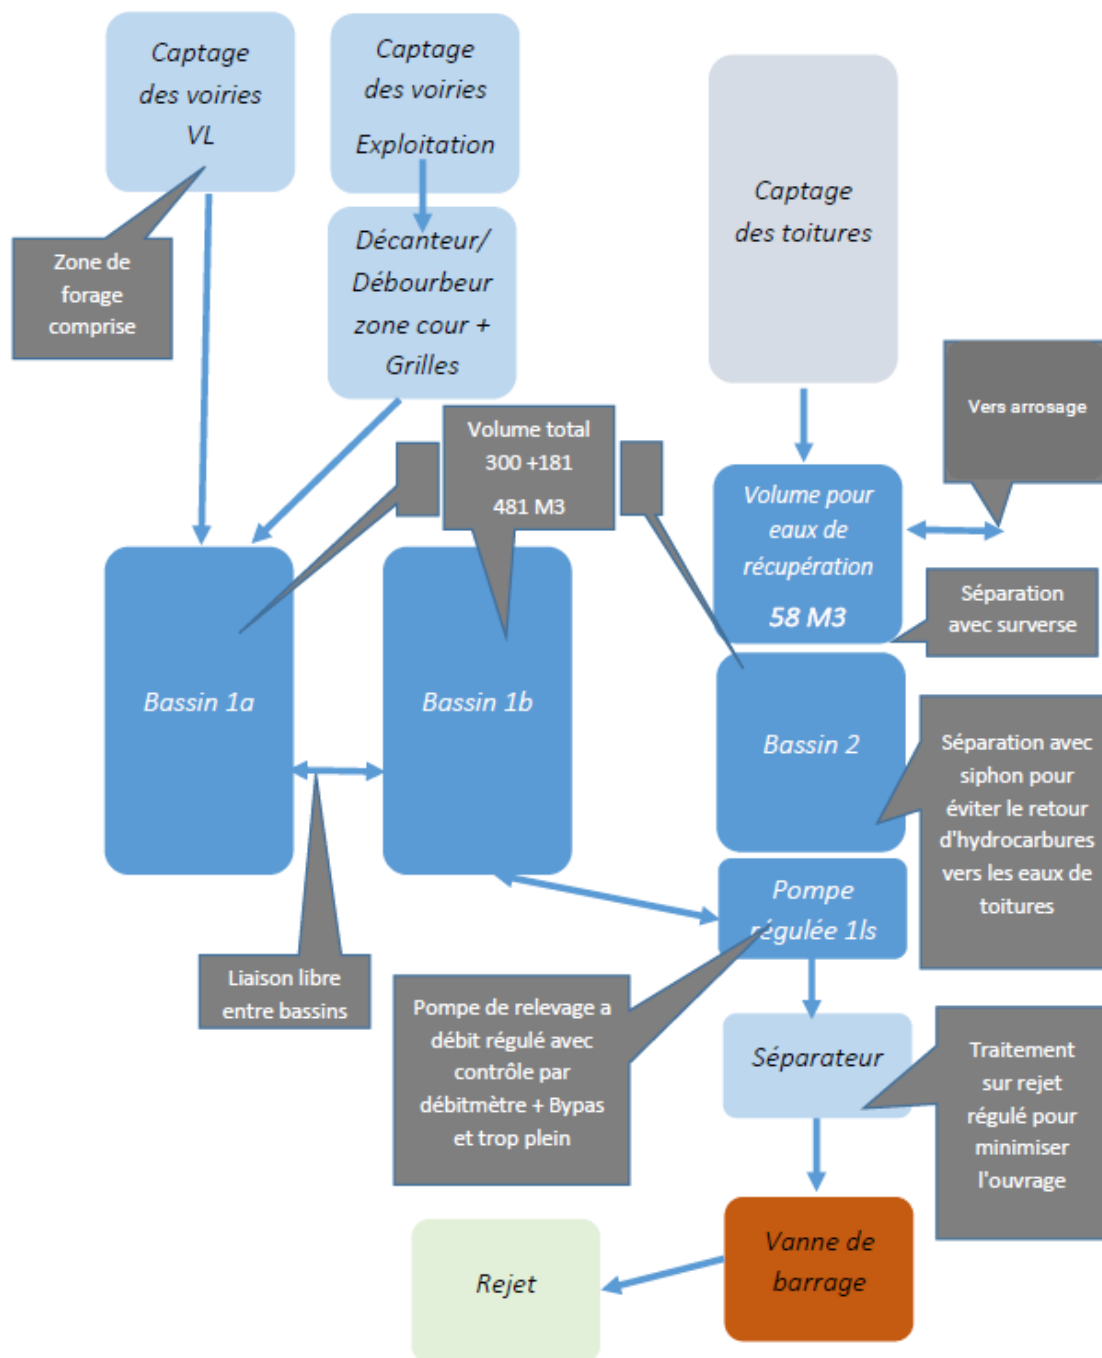 Captage
des voiries
VL
Captage
des voiries
Exploitation
Captage
des toitures
Zone de
forage
comprise
Décanteur/
Débourbeur
zone cour +
Grilles
Vers arrosage
Volume total
300 +181
481 M3
Volume pour
eaux de
récupération
58 M3
Séparation
avec surverse
Bassin 1a
Bassin 1b
Bassin 2
Séparation avec
siphon pour
éviter le retour
d'hydrocarbures
vers les eaux de
toitures
Pompe
régulée 1ls
Liaison libre
entre bassins
Pompe de relevage a
débit régulé avec
contrôle par
débitmètre + Bypas
et trop plein
Séparateur
Traitement
sur rejet
régulé pour
minimiser
l'ouvrage
Vanne de
barrage
Rejet